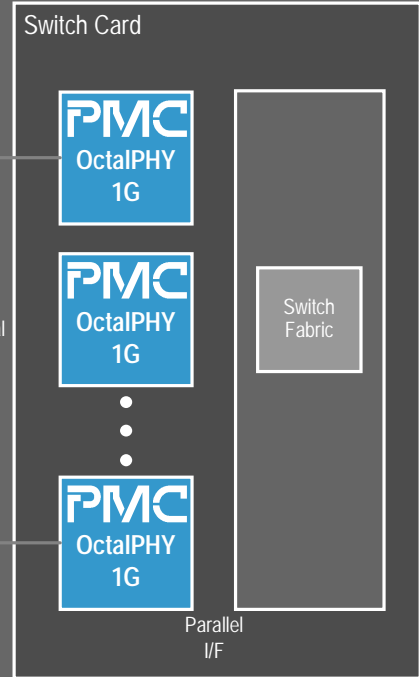 Switch Card
PMC
OctalPHY
1G
PMC
OctalPHY
1G
Switch
Fabric
PMC
OctalPHY
1G
Parallel
I/F